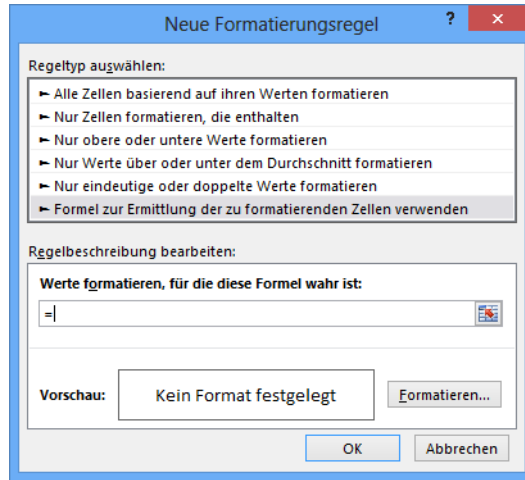 Neue Formatierungsregel ? ×
Regeltyp auswählen:
► Alle Zellen basierend auf ihren Werten formatieren
► Nur Zellen formatieren, die enthalten
► Nur obere oder untere Werte formatieren
► Nur Werte über oder unter dem Durchschnitt formatieren
► Nur eindeutige oder doppelte Werte formatieren
► Formel zur Ermittlung der zu formatierenden Zellen verwenden
Regelbeschreibung bearbeiten:
Werte formatieren, für die diese Formel wahr ist:
=
Vorschau: Kein Format festgelegt Formatieren...
OK Abbrechen